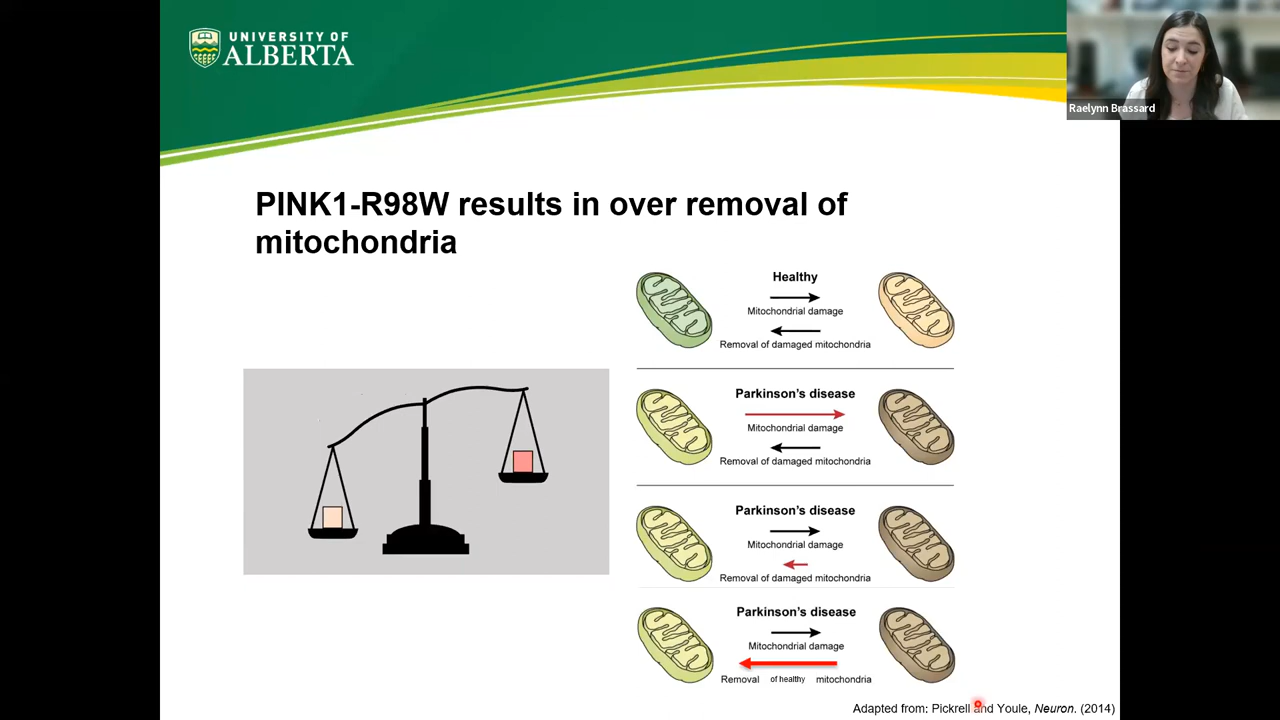 UNIVERSITY OF
ALBERTA
Raelynn Brassard
PINK1-R98W results in over removal of
mitochondria
Healthy
Mitochondrial damage
Removal of damaged mitochondria
Parkinson's disease
Mitochondrial damage
Removal of damaged mitochondria
Parkinson's disease
Mitochondrial damage
Removal of damaged mitochondria
Parkinson's disease
Mitochondrial damage
Removal of healthy mitochondria
Adapted from: Pickrell and Youle, Neuron. (2014)